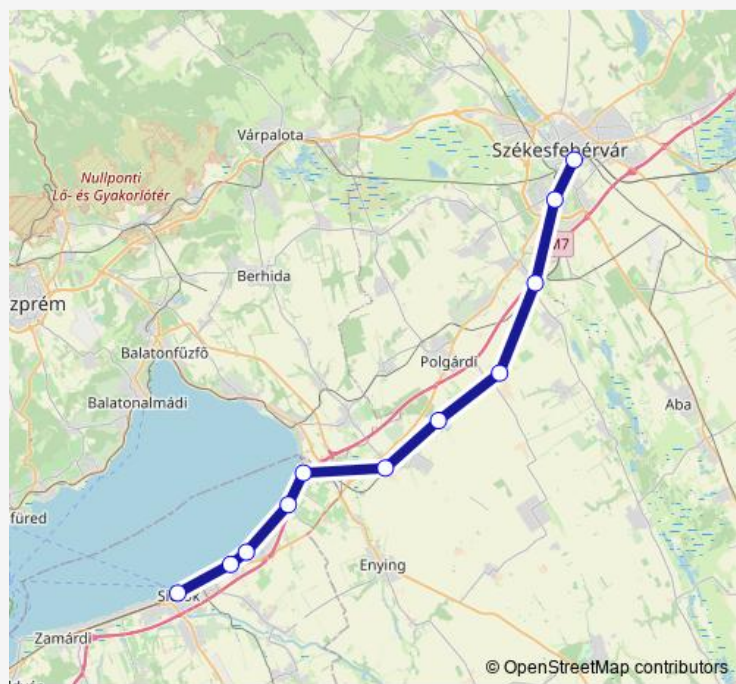 Várpalota
Székesfehérvár
Nullponti
Lő- és Gyakorlótér
M7
Berhida
zprém
Balatonfűzfő
Polgárdi
Balatonalmádi
Aba
füred
Enying
Zamárdi
© OpenStreetMap contributors